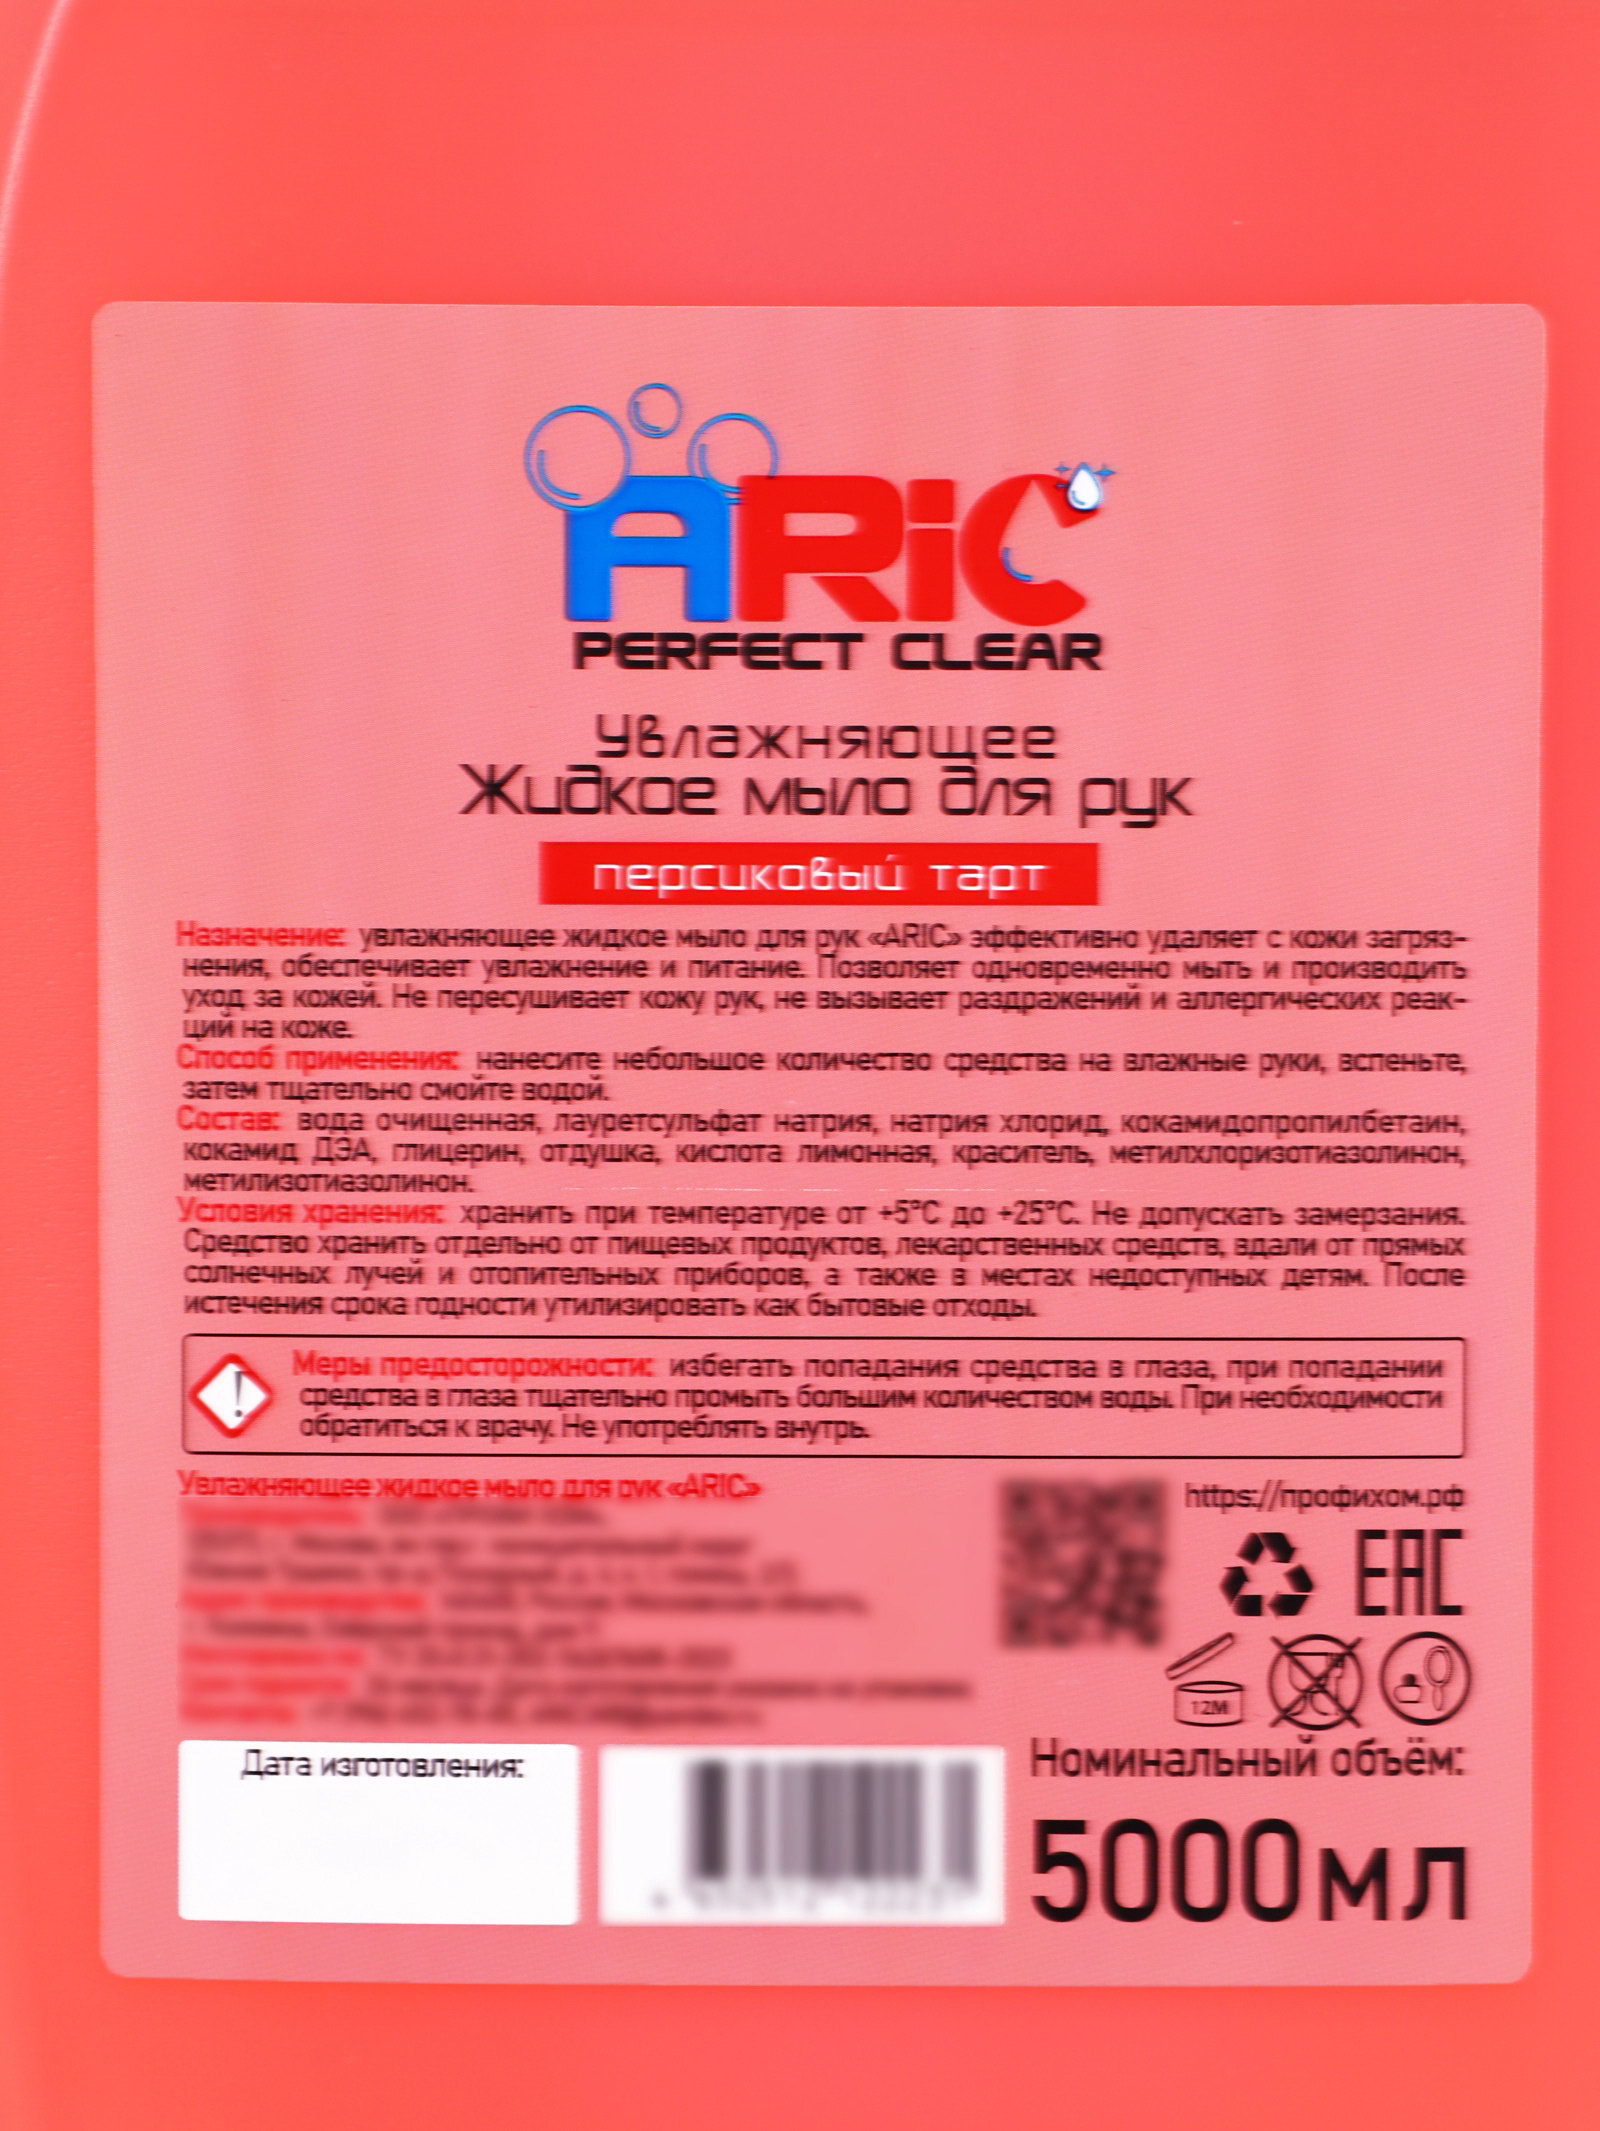 ARiC
PERFECT CLEAR
Увлажняющее
Жидкое мыло для рук
персиковый тарт
Назначение: увлажняющее жидкое мыло для рук «ARIC» эффективно удаляет с кожи загряз-
нения, обеспечивает увлажнение и питание. Позволяет одновременно мыть и производить
уход за кожей. Не пересушивает кожу рук, не вызывает раздражений и аллергических реак-
ций на коже.
Способ применения: нанесите небольшое количество средства на влажные руки, вспеньте,
затем тщательно смойте водой.
Состав: вода очищенная, лауретсульфат натрия, натрия хлорид, кокамидопропилбетаин,
кокамид ДЭА, глицерин, отдушка, кислота лимонная, краситель, метилхлоризотиазолинон,
метилизотиазолинон.
Условия хранения: хранить при температуре от +5°С до +25°С. Не допускать замерзания.
Средство хранить отдельно от пищевых продуктов, лекарственных средств, вдали от прямых
солнечных лучей и отопительных приборов, а также в местах недоступных детям. После
истечения срока годности утилизировать как бытовые отходы.
Меры предосторожности: избегать попадания средства в глаза, при попадании
средства в глаза тщательно промыть большим количеством воды. При необходимости
обратиться к врачу. Не употреблять внутрь.
Увлажняющее жидкое мыло для рук «ARIC»
https://профихом.рф
EAC
12M
Дата изготовления:
Номинальный объём:
5000мл